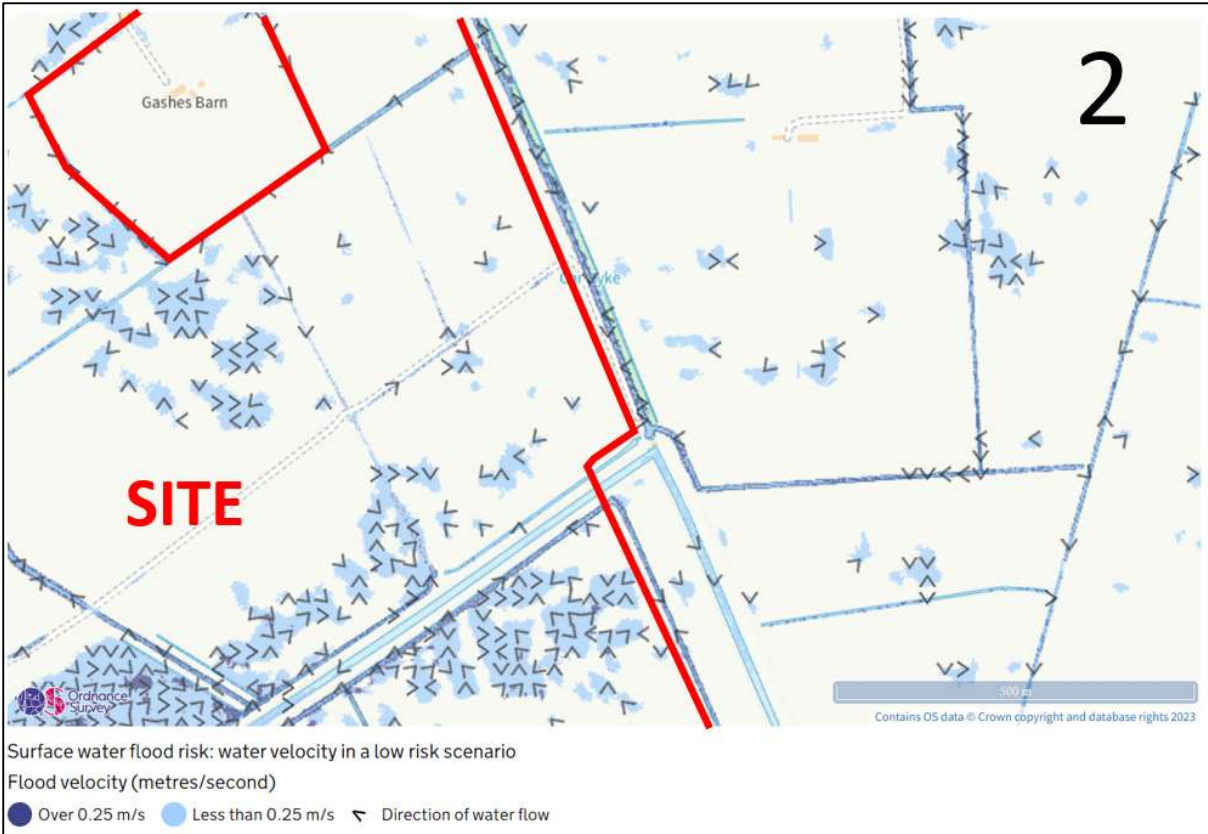 2
Gashes Barn
SITE
Ordnance
Survey
500 m
Contains OS data © Crown copyright and database rights 2023
Surface water flood risk: water velocity in a low risk scenario
Flood velocity (metres/second)
Over 0.25 m/s Less than 0.25 m/s Direction of water flow